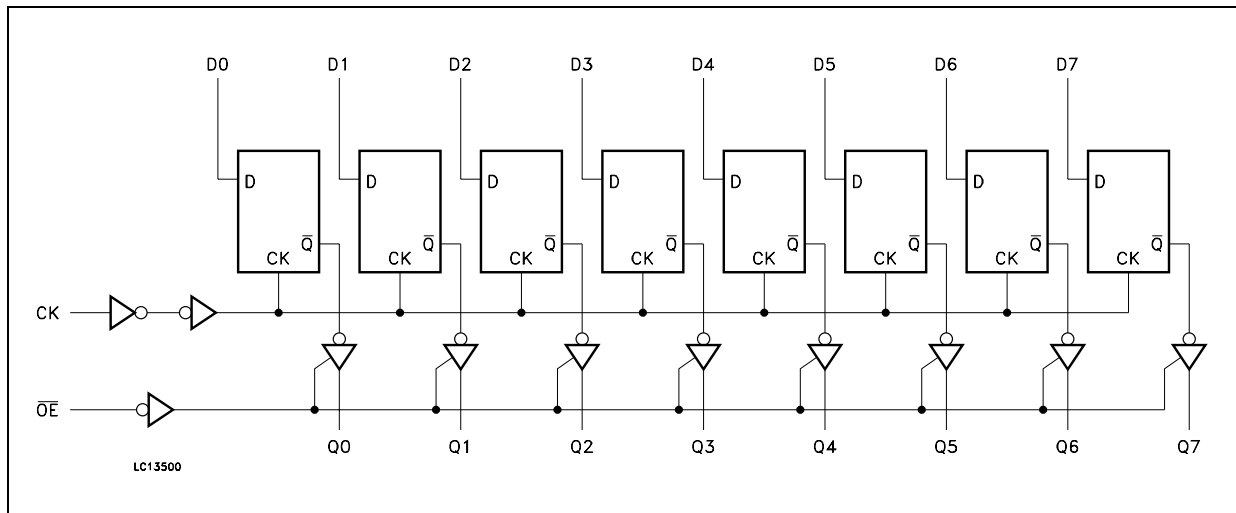 D0 D1 D2 D3 D4 D5 D6 D7
D D D D D D D D
Q̅ Q̅ Q̅ Q̅ Q̅ Q̅ Q̅ Q̅
CK CK CK CK CK CK CK CK
CK
O̅E̅
Q0 Q1 Q2 Q3 Q4 Q5 Q6 Q7
LC13500